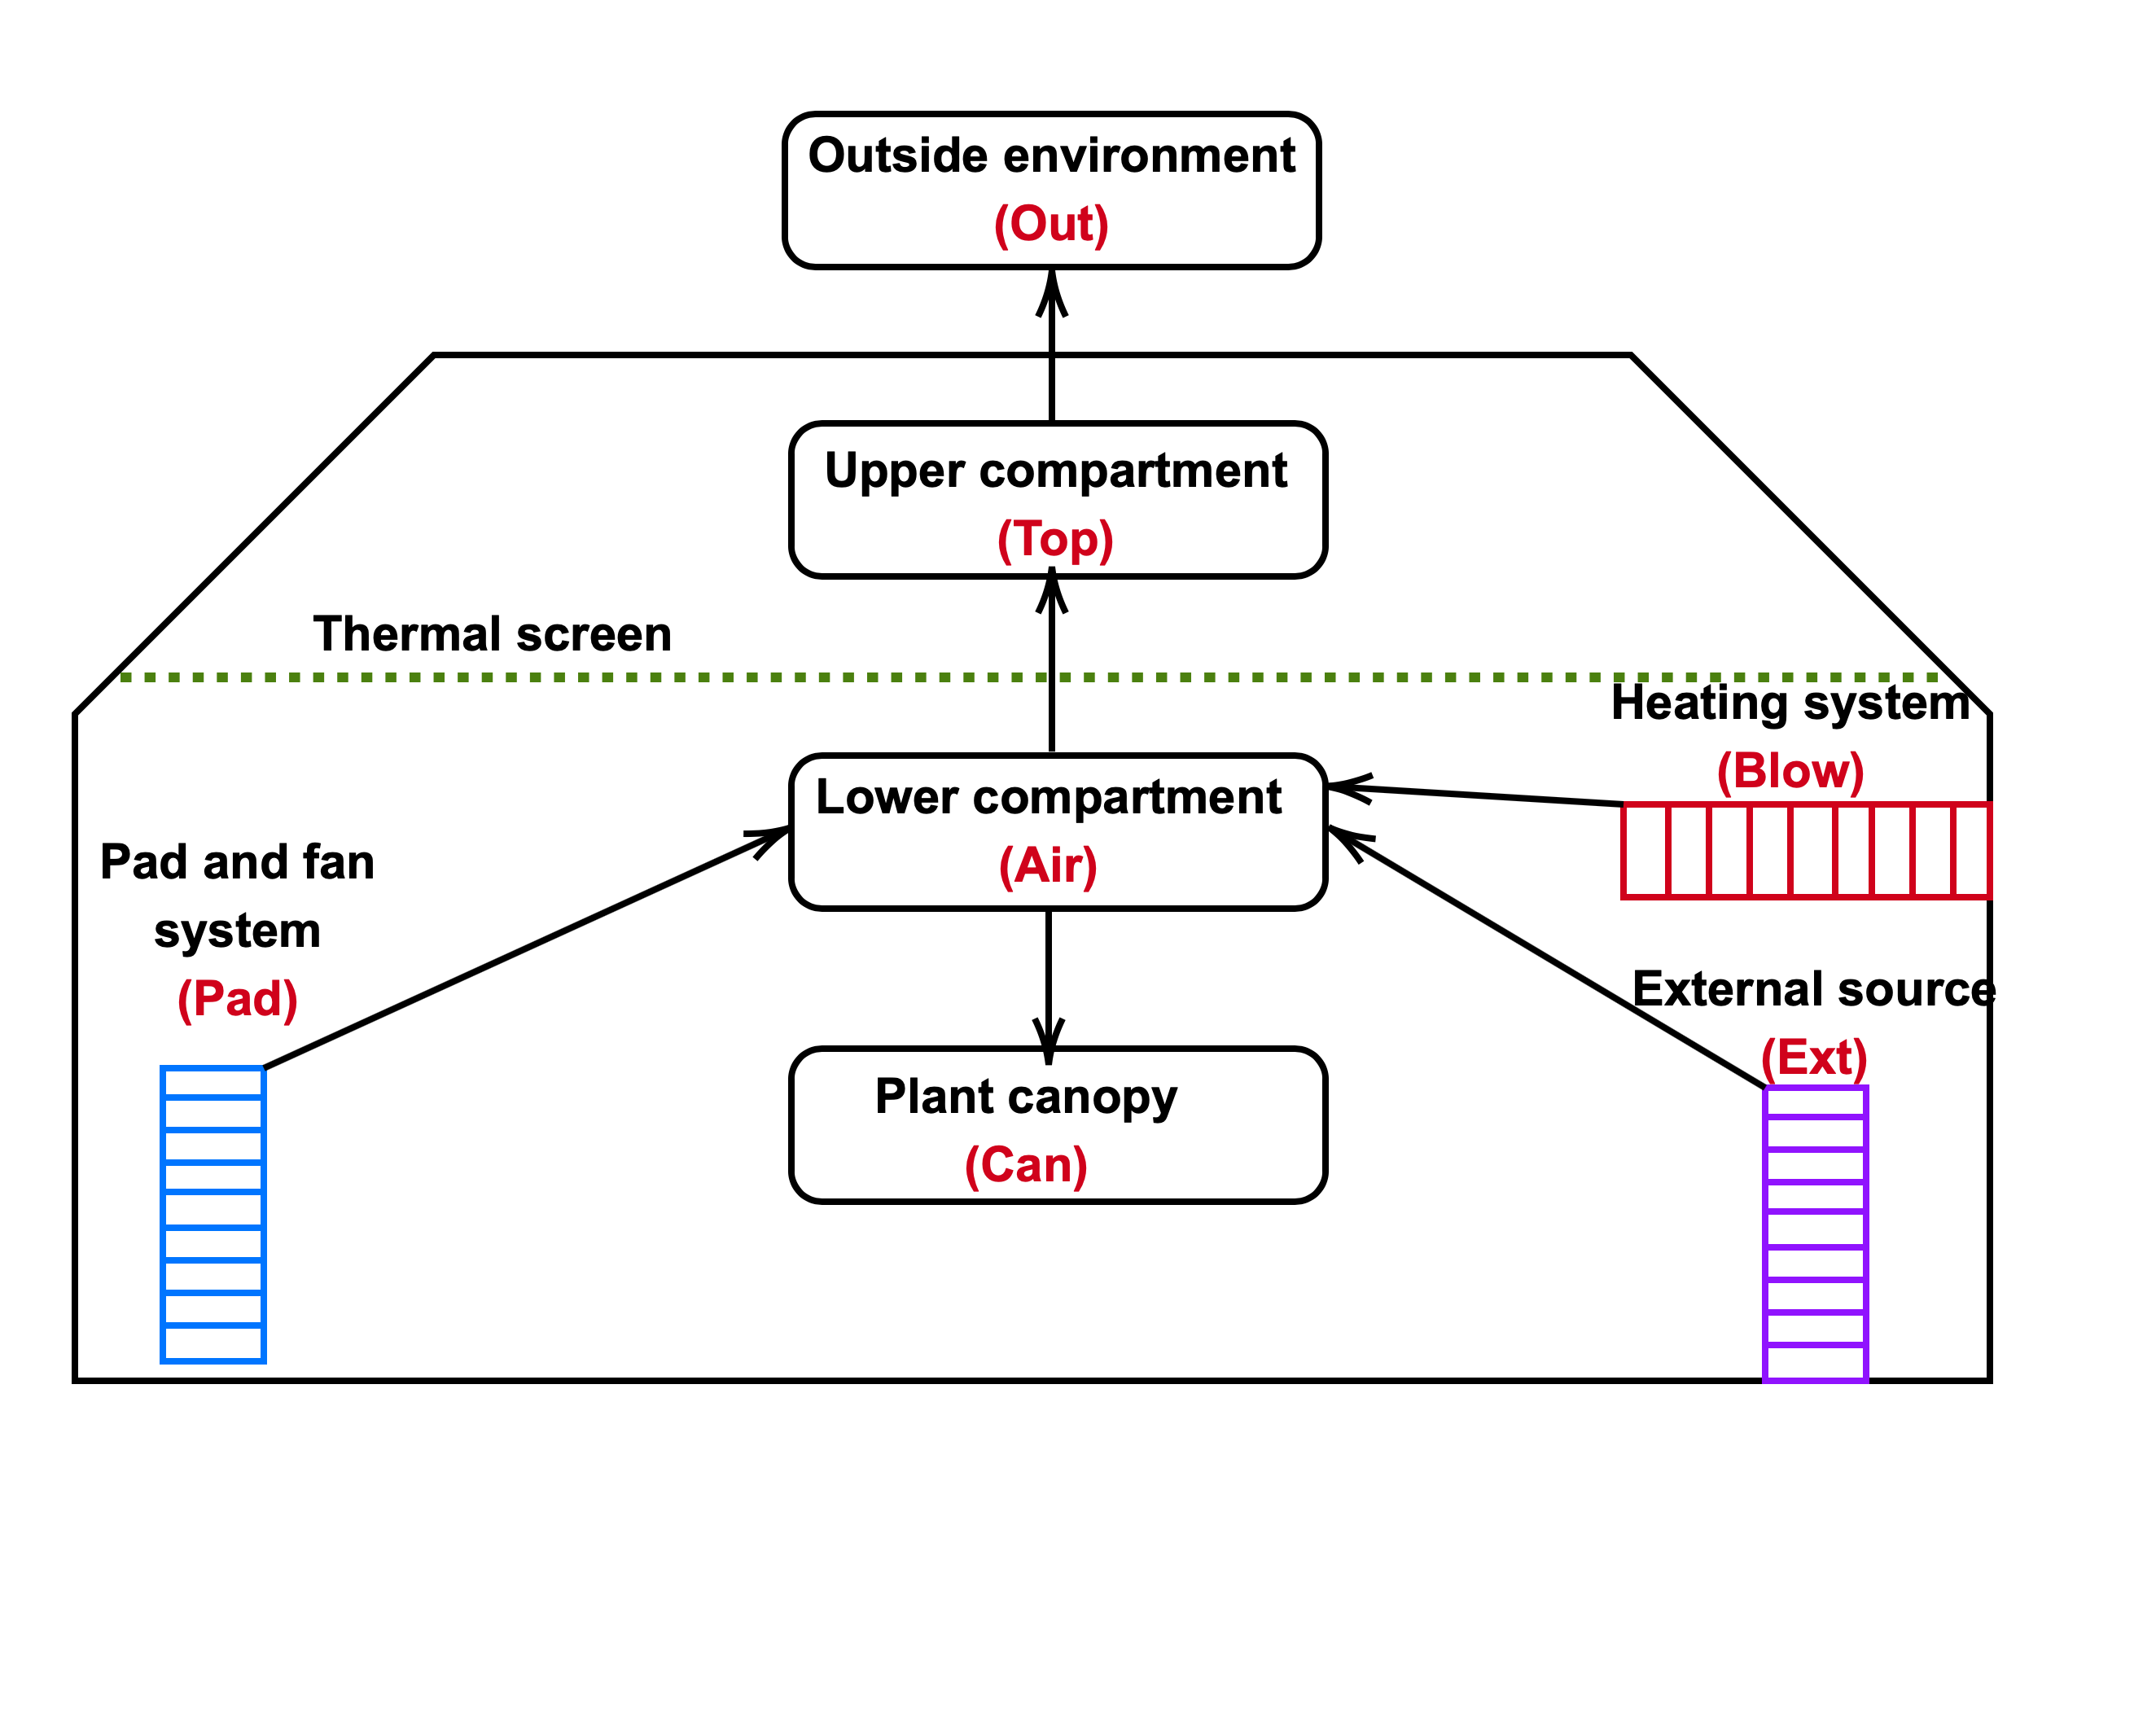 Outside environment
(Out)
Upper compartment
(Top)
Thermal screen
Heating system
(Blow)
Lower compartment
(Air)
Pad and fan
system
(Pad)
External source
(Ext)
Plant canopy
(Can)